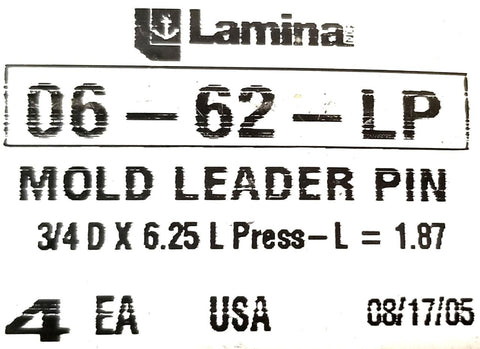 Lamina
06-62-LP
MOLD LEADER PIN
3/4 D X 6.25 L Press-L = 1.87
4 EA USA 08/17/05